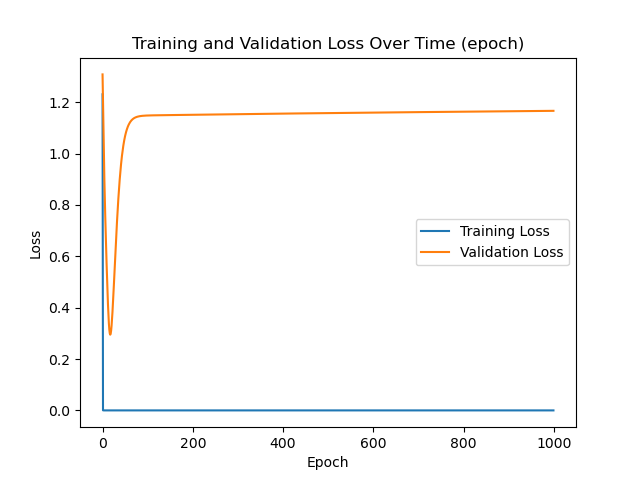 Training and Validation Loss Over Time (epoch)
1.2
1.0
0.8
0.6
0.4
0.2
0.0
Loss
Training Loss
Validation Loss
0 200 400 600 800 1000
Epoch